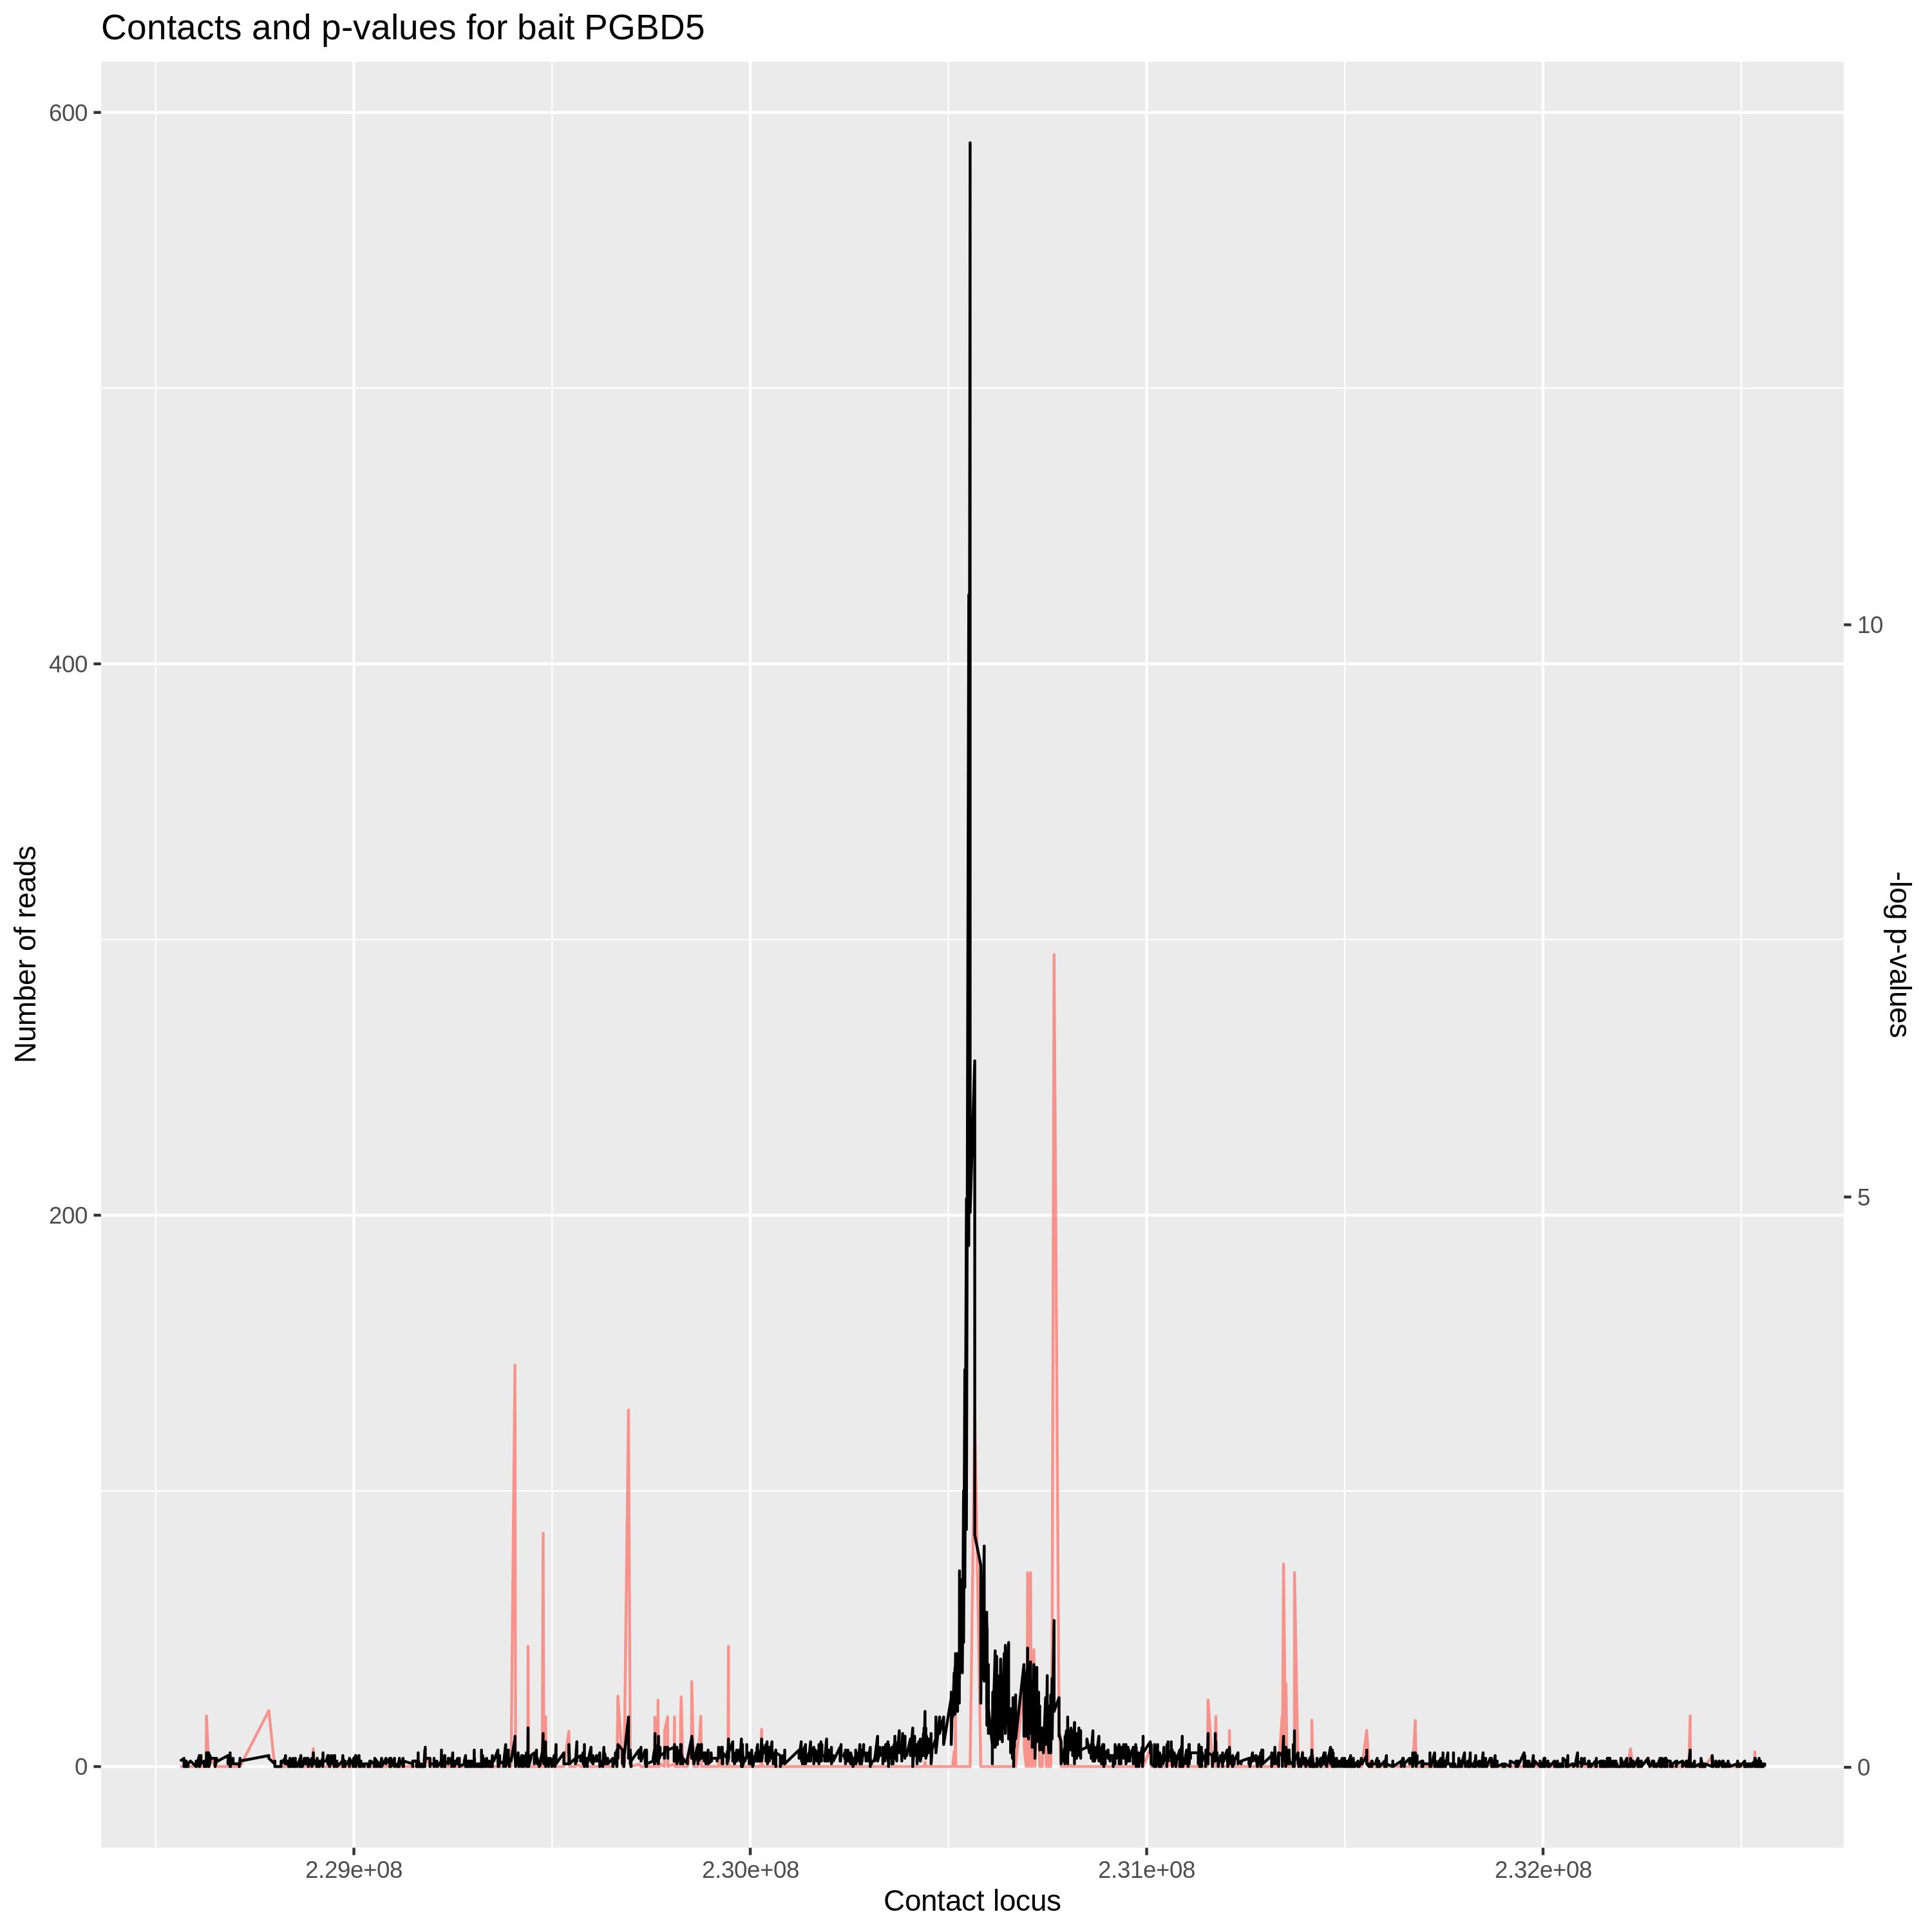 Contacts and p-values for bait PGBD5
600
400
200
0
Number of reads
10
5
0
-log p-values
2.29e+08
2.30e+08
2.31e+08
2.32e+08
Contact locus